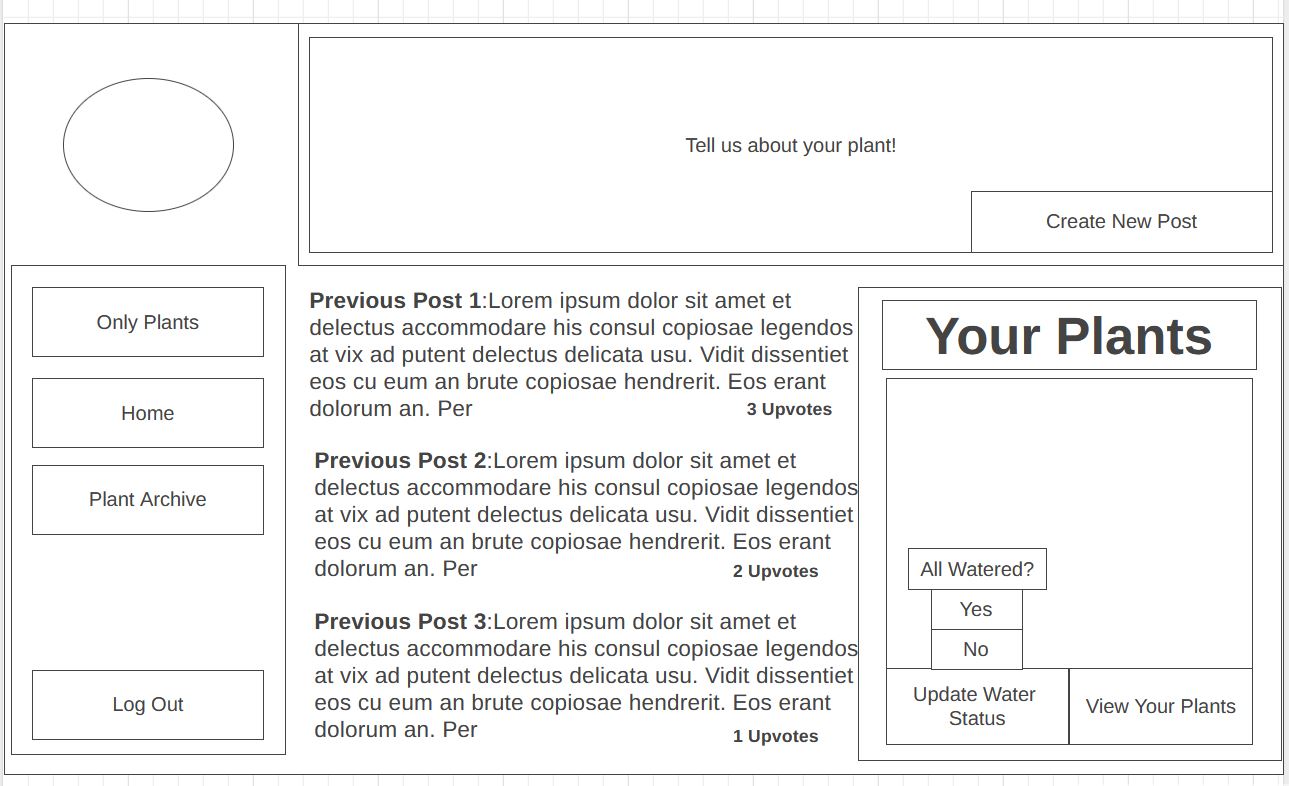 Tell us about your plant!
Create New Post
Only Plants
Home
Plant Archive
Log Out
Previous Post 1:Lorem ipsum dolor sit amet et
delectus accommodare his consul copiosae legendos
at vix ad putent delectus delicata usu. Vidit dissentiet
eos cu eum an brute copiosae hendrerit. Eos erant
dolorum an. Per
3 Upvotes
Previous Post 2:Lorem ipsum dolor sit amet et
delectus accommodare his consul copiosae legendos
at vix ad putent delectus delicata usu. Vidit dissentiet
eos cu eum an brute copiosae hendrerit. Eos erant
dolorum an. Per
2 Upvotes
Previous Post 3:Lorem ipsum dolor sit amet et
delectus accommodare his consul copiosae legendos
at vix ad putent delectus delicata usu. Vidit dissentiet
eos cu eum an brute copiosae hendrerit. Eos erant
dolorum an. Per
1 Upvotes
Your Plants
All Watered?
Yes
No
Update Water
Status
View Your Plants